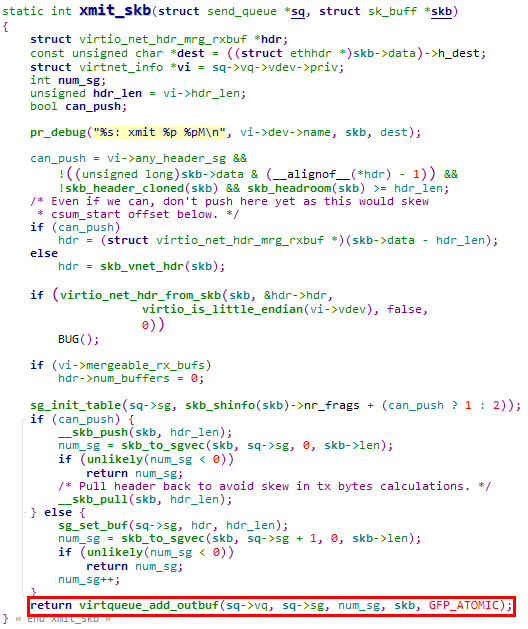 static int xmit_skb(struct send_queue *sq, struct sk_buff *skb)
{
    struct virtio_net_hdr_mrg_rxbuf *hdr;
    const unsigned char *dest = ((struct ethhdr *)skb->data)->h_dest;
    struct virtnet_info *vi = sq->vq->vdev->priv;
    int num_sg;
    unsigned hdr_len = vi->hdr_len;
    bool can_push;

    pr_debug("%s: xmit %p %pM\n", vi->dev->name, skb, dest);

    can_push = vi->any_header_sg &&
        !((unsigned long)skb->data & (__alignof__(*hdr) - 1)) &&
        !skb_header_cloned(skb) && skb_headroom(skb) >= hdr_len;
    /* Even if we can, don't push here yet as this would skew
     * csum_start offset below. */
    if (can_push)
        hdr = (struct virtio_net_hdr_mrg_rxbuf *)(skb->data - hdr_len);
    else
        hdr = skb_vnet_hdr(skb);

    if (virtio_net_hdr_from_skb(skb, &hdr->hdr,
                    virtio_is_little_endian(vi->vdev), false,
                    0))
        BUG();

    if (vi->mergeable_rx_bufs)
        hdr->num_buffers = 0;

    sg_init_table(sq->sg, skb_shinfo(skb)->nr_frags + (can_push ? 1 : 2));
    if (can_push) {
        __skb_push(skb, hdr_len);
        num_sg = skb_to_sgvec(skb, sq->sg, 0, skb->len);
        if (unlikely(num_sg < 0))
            return num_sg;
        /* Pull header back to avoid skew in tx bytes calculations. */
        __skb_pull(skb, hdr_len);
    } else {
        sg_set_buf(sq->sg, hdr, hdr_len);
        num_sg = skb_to_sgvec(skb, sq->sg + 1, 0, skb->len);
        if (unlikely(num_sg < 0))
            return num_sg;
        num_sg++;
    }
    return virtqueue_add_outbuf(sq->vq, sq->sg, num_sg, skb, GFP_ATOMIC);
} « end xmit_skb »